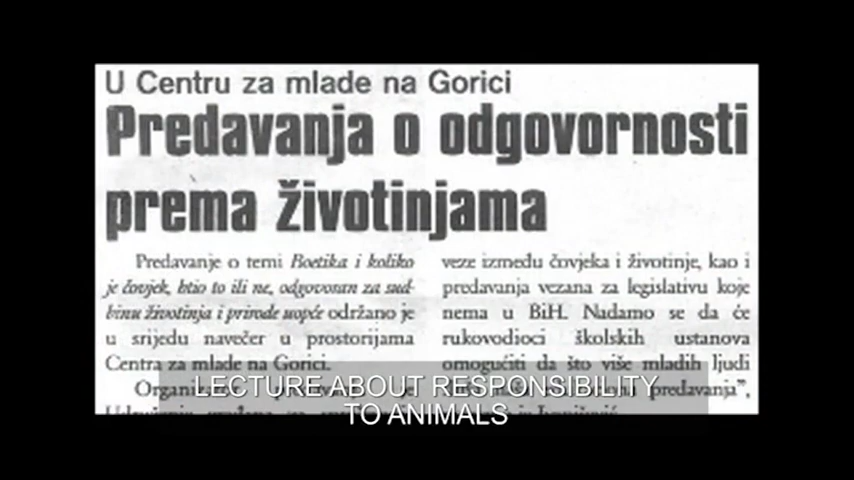 U Centru za mlade na Gorici
Predavanja o odgovornosti
prema životinjama
Predavanje o temi Boetika i koliko
je čovjek, htio to ili ne, odgovoran za sud-
binu životinja i prirode uopće održano je
u srijedu navečer u prostorijama
Centra za mlade na Gorici.
veze između čovjeka i životinje, kao i
predavanja vezana za legislativu koje
nema u BiH. Nadamo se da će
rukovodioci školskih ustanova
omogućiti da što više mladih ljudi
predavanja",
LECTURE ABOUT RESPONSIBILITY
TO ANIMALS